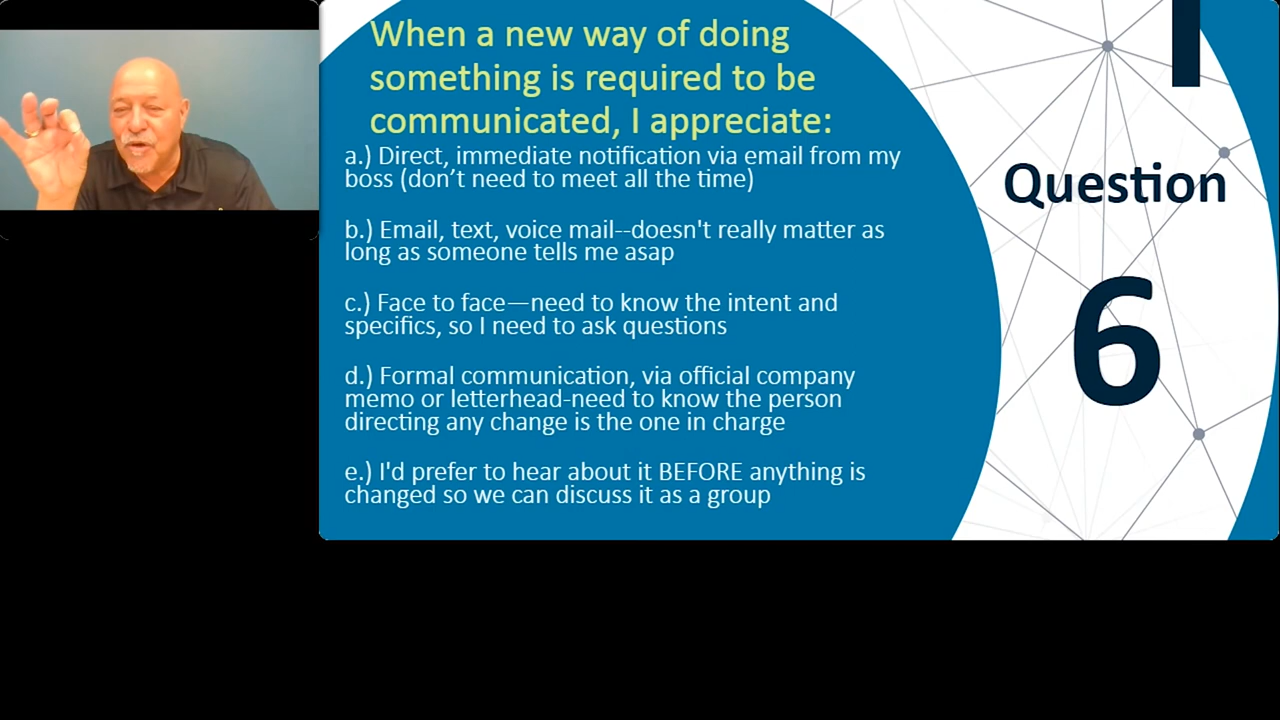 When a new way of doing
something is required to be
communicated, I appreciate:
a.) Direct, immediate notification via email from my
boss (don’t need to meet all the time)
b.) Email, text, voice mail--doesn't really matter as
long as someone tells me asap
c.) Face to face—need to know the intent and
specifics, so I need to ask questions
d.) Formal communication, via official company
memo or letterhead-need to know the person
directing any change is the one in charge
e.) I'd prefer to hear about it BEFORE anything is
changed so we can discuss it as a group
Question
6